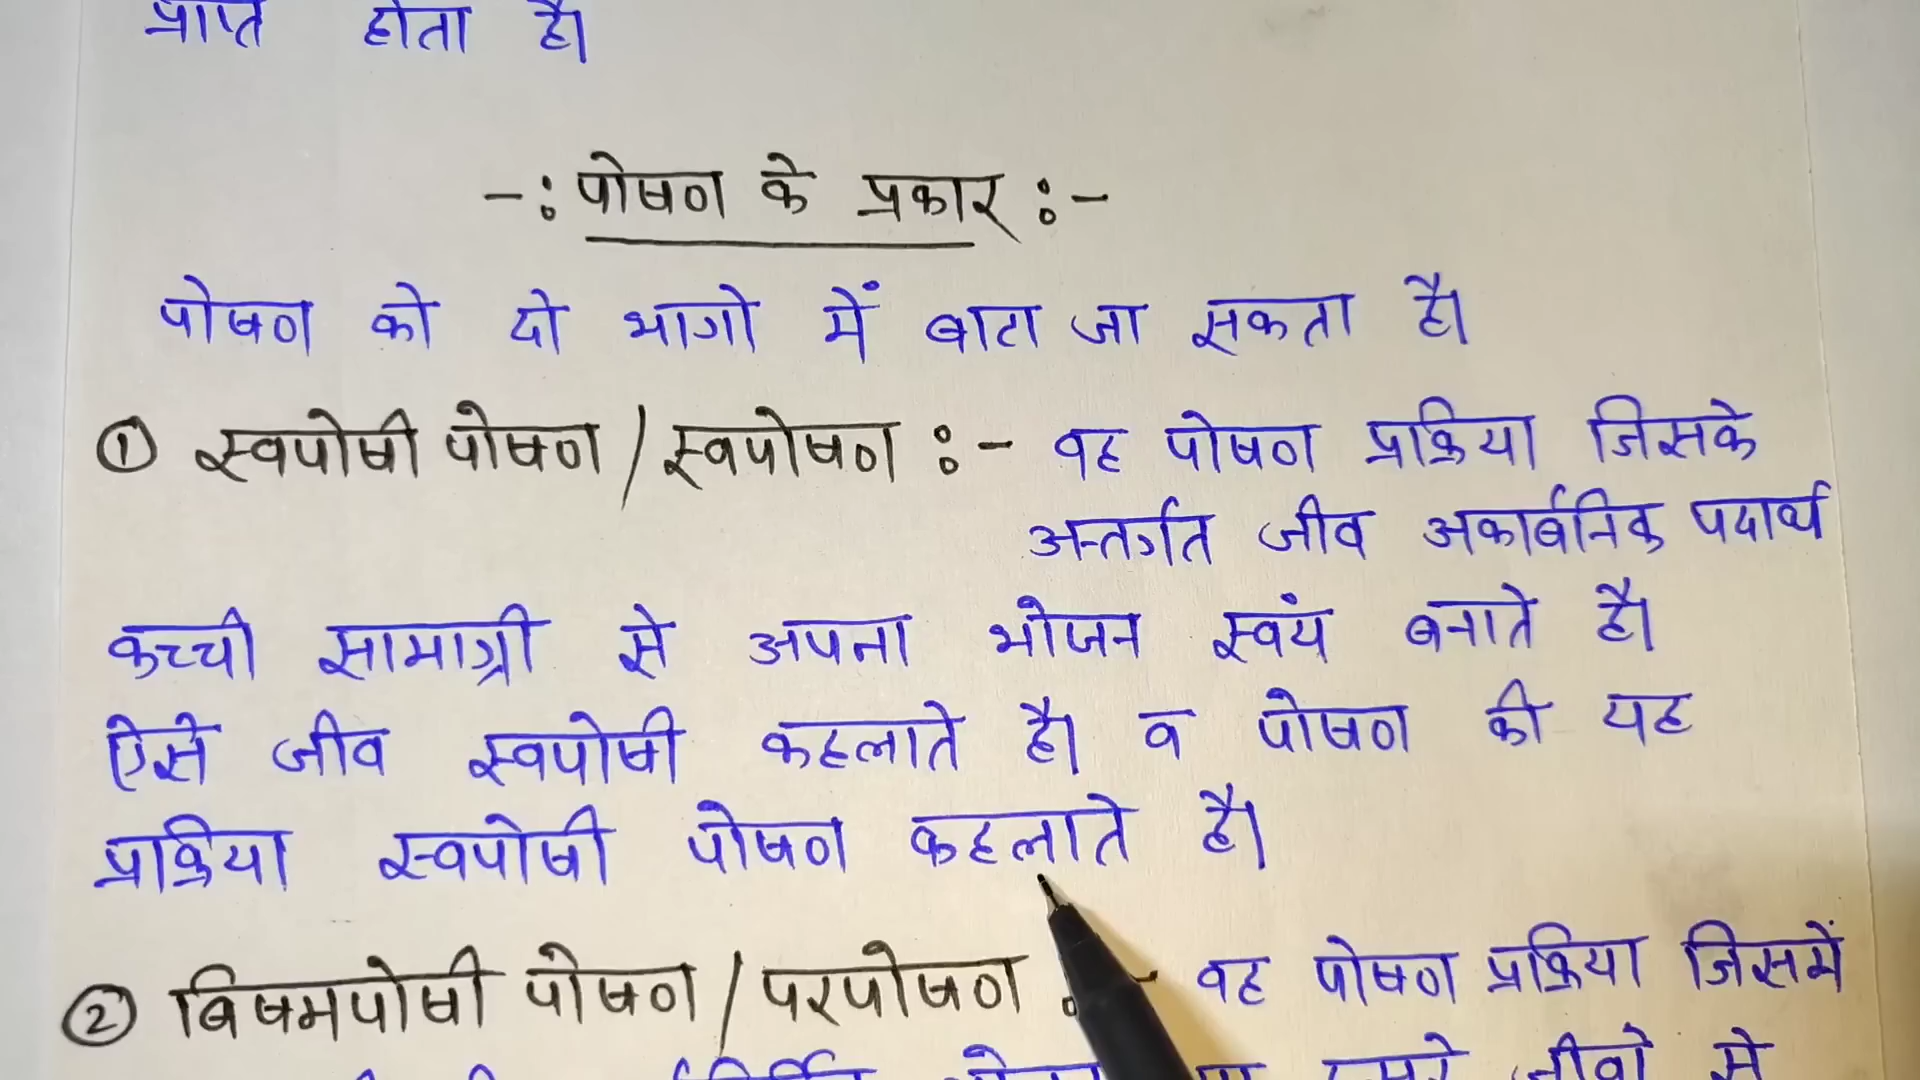 प्राप्त होता है।
-: पोषण के प्रकार :-
पोषण को दो भागो में बाटा जा सकता है।
① स्वपोषी पोषण / स्वपोषण :- वह पोषण प्रक्रिया जिसके
अन्तर्गत जीव अकार्बनिक पदार्थ
कच्ची सामाग्री से अपना भोजन स्वयं बनाते है।
ऐसे जीव स्वपोषी कहलाते है। व पोषण की यह
प्रक्रिया स्वपोषी पोषण कहलाते है।
② विषमपोषी पोषण / परपोषण :- वह पोषण प्रक्रिया जिसमें
जीवो से